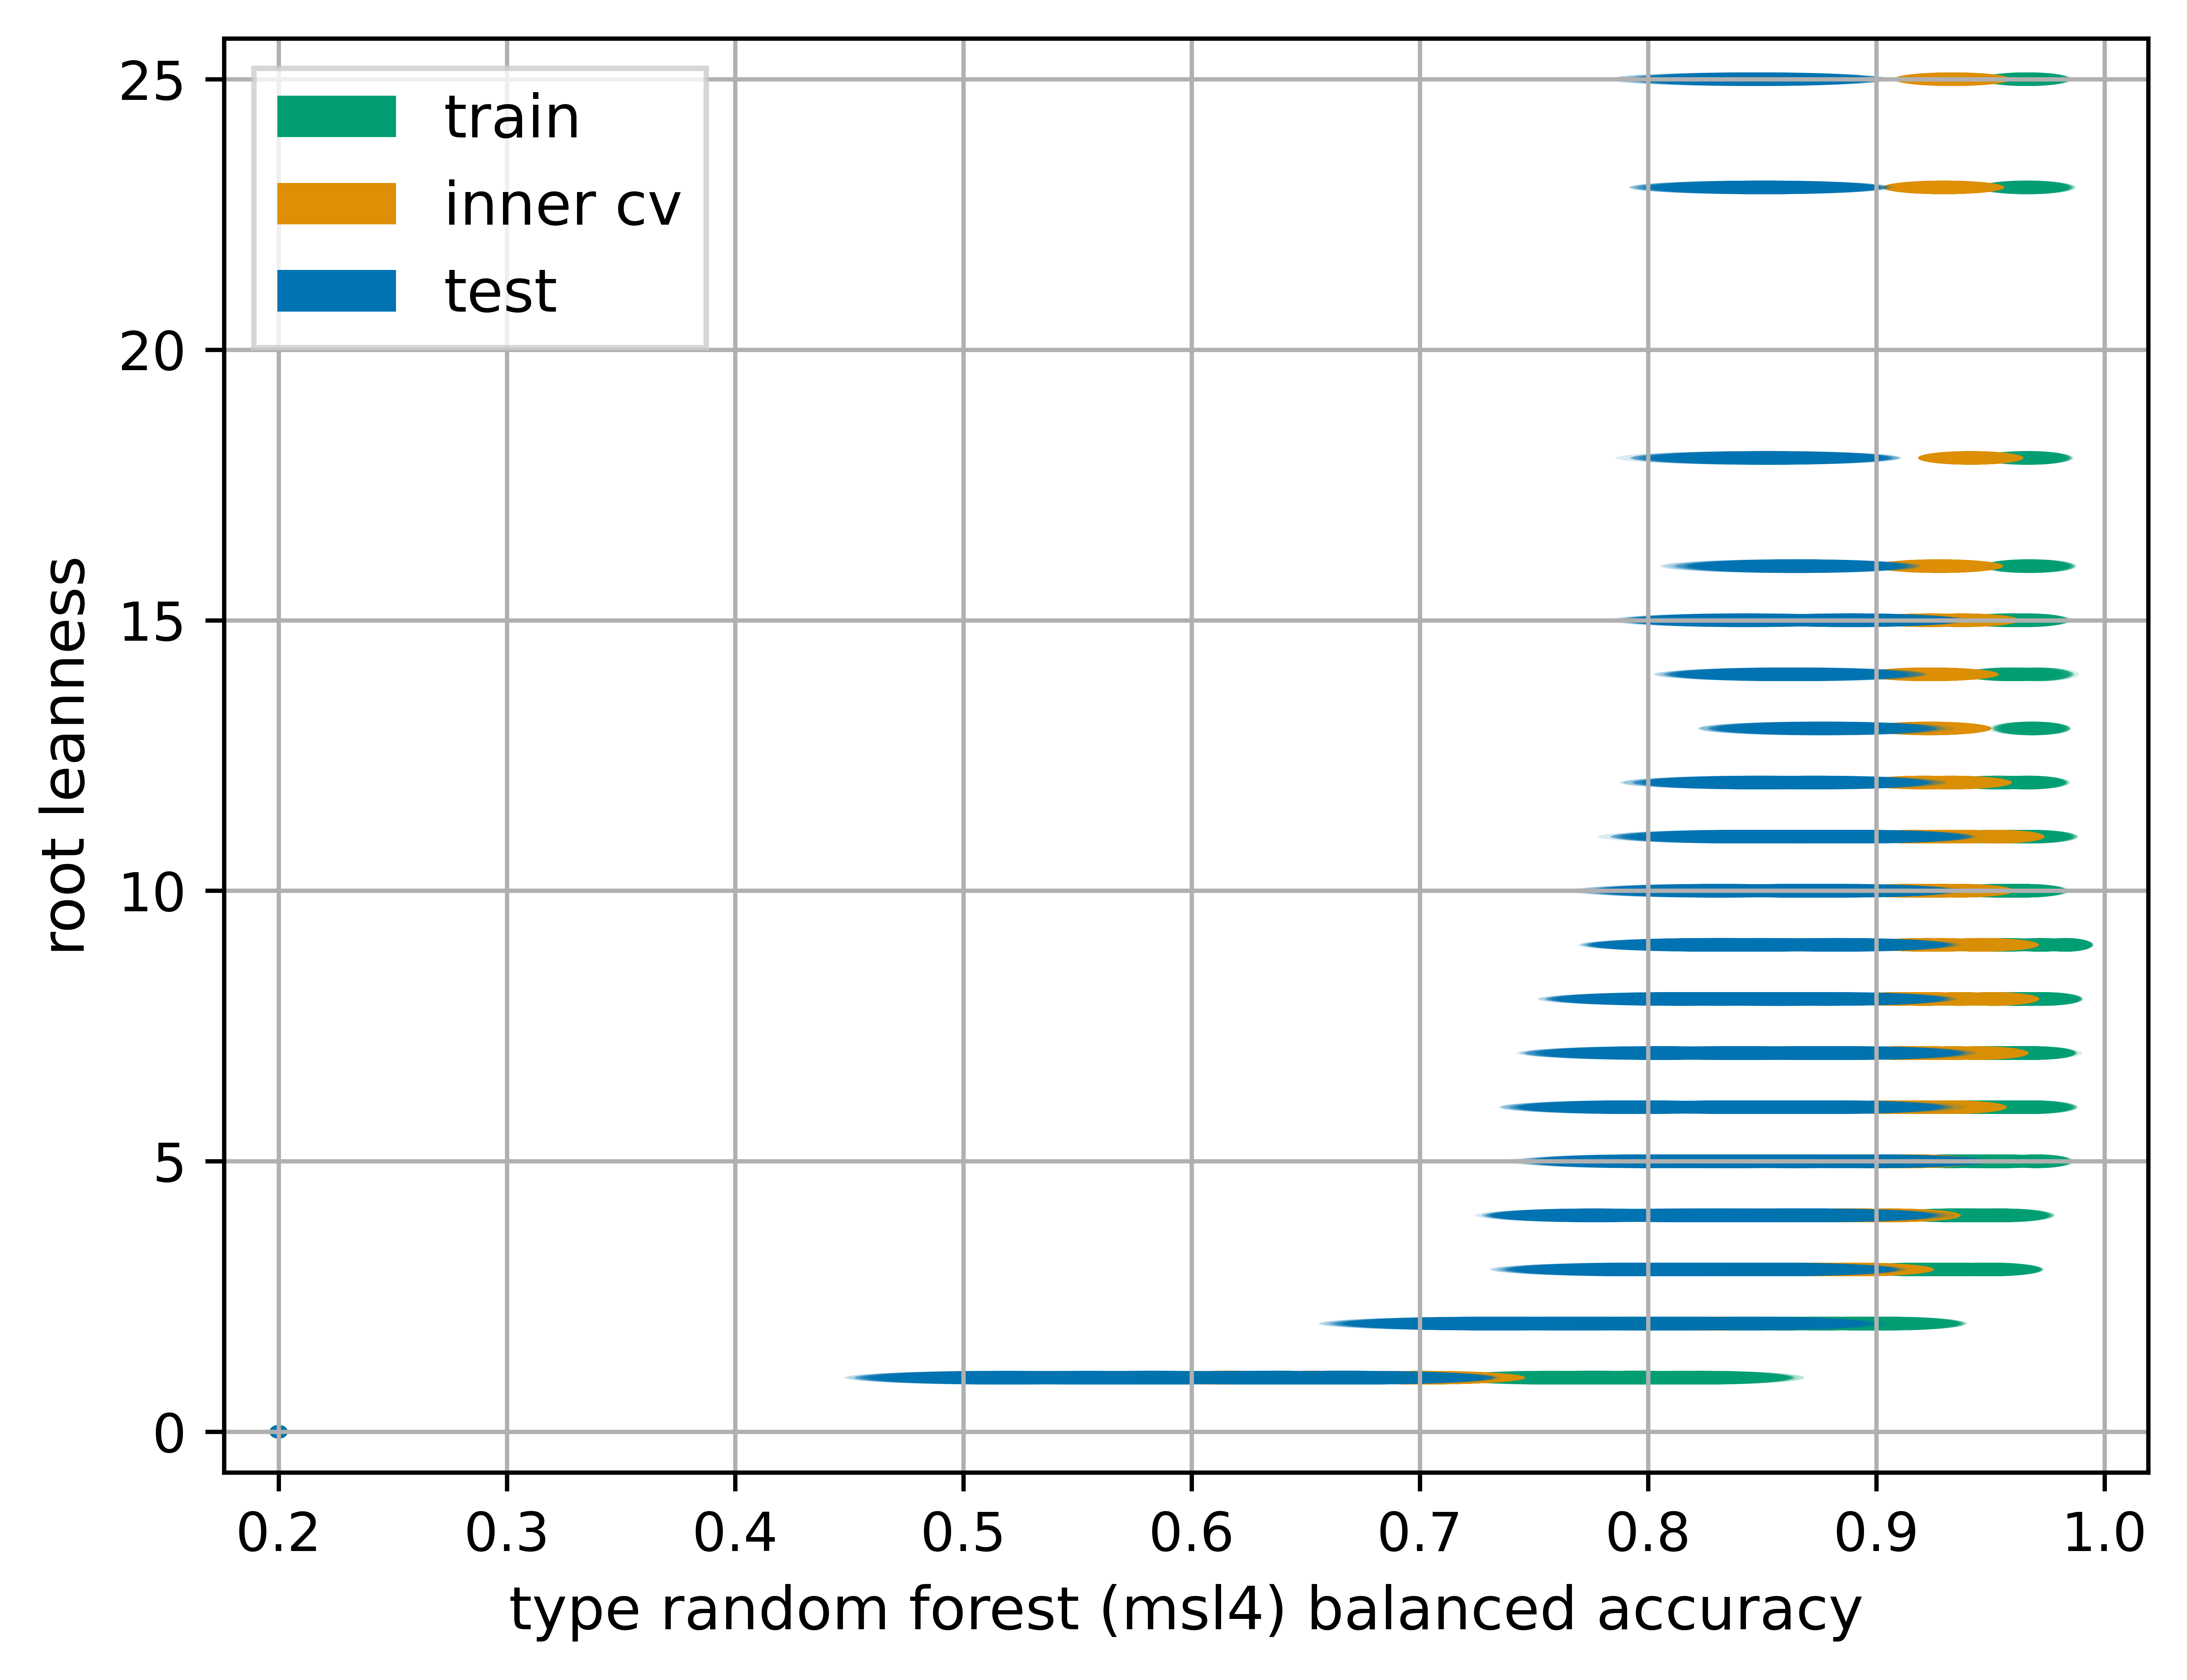 train
inner cv
test
root leanness
25
20
15
10
5
0
0.2 0.3 0.4 0.5 0.6 0.7 0.8 0.9 1.0
type random forest (msl4) balanced accuracy